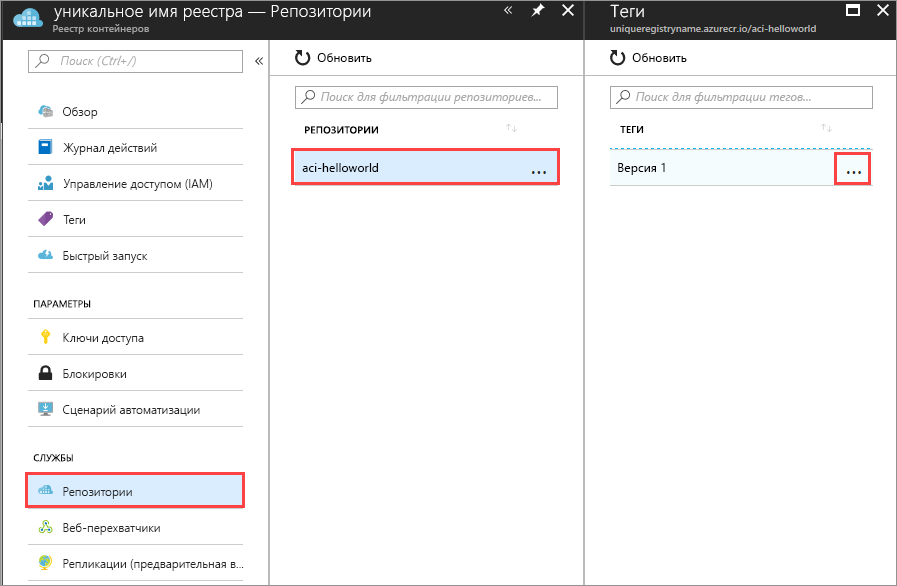 уникальное имя реестра — Репозитории
Реестр контейнеров
Поиск (Ctrl+/)
Обзор
Журнал действий
Управление доступом (IAM)
Теги
Быстрый запуск
ПАРАМЕТРЫ
Ключи доступа
Блокировки
Сценарий автоматизации
СЛУЖБЫ
Репозитории
Веб-перехватчики
Репликации (предварительная в...
Обновить
Поиск для фильтрации репозиториев...
РЕПОЗИТОРИИ
aci-helloworld
...
Теги
uniqueregistryname.azurecr.io/aci-helloworld
Обновить
Поиск для фильтрации тегов...
ТЕГИ
Версия 1
...